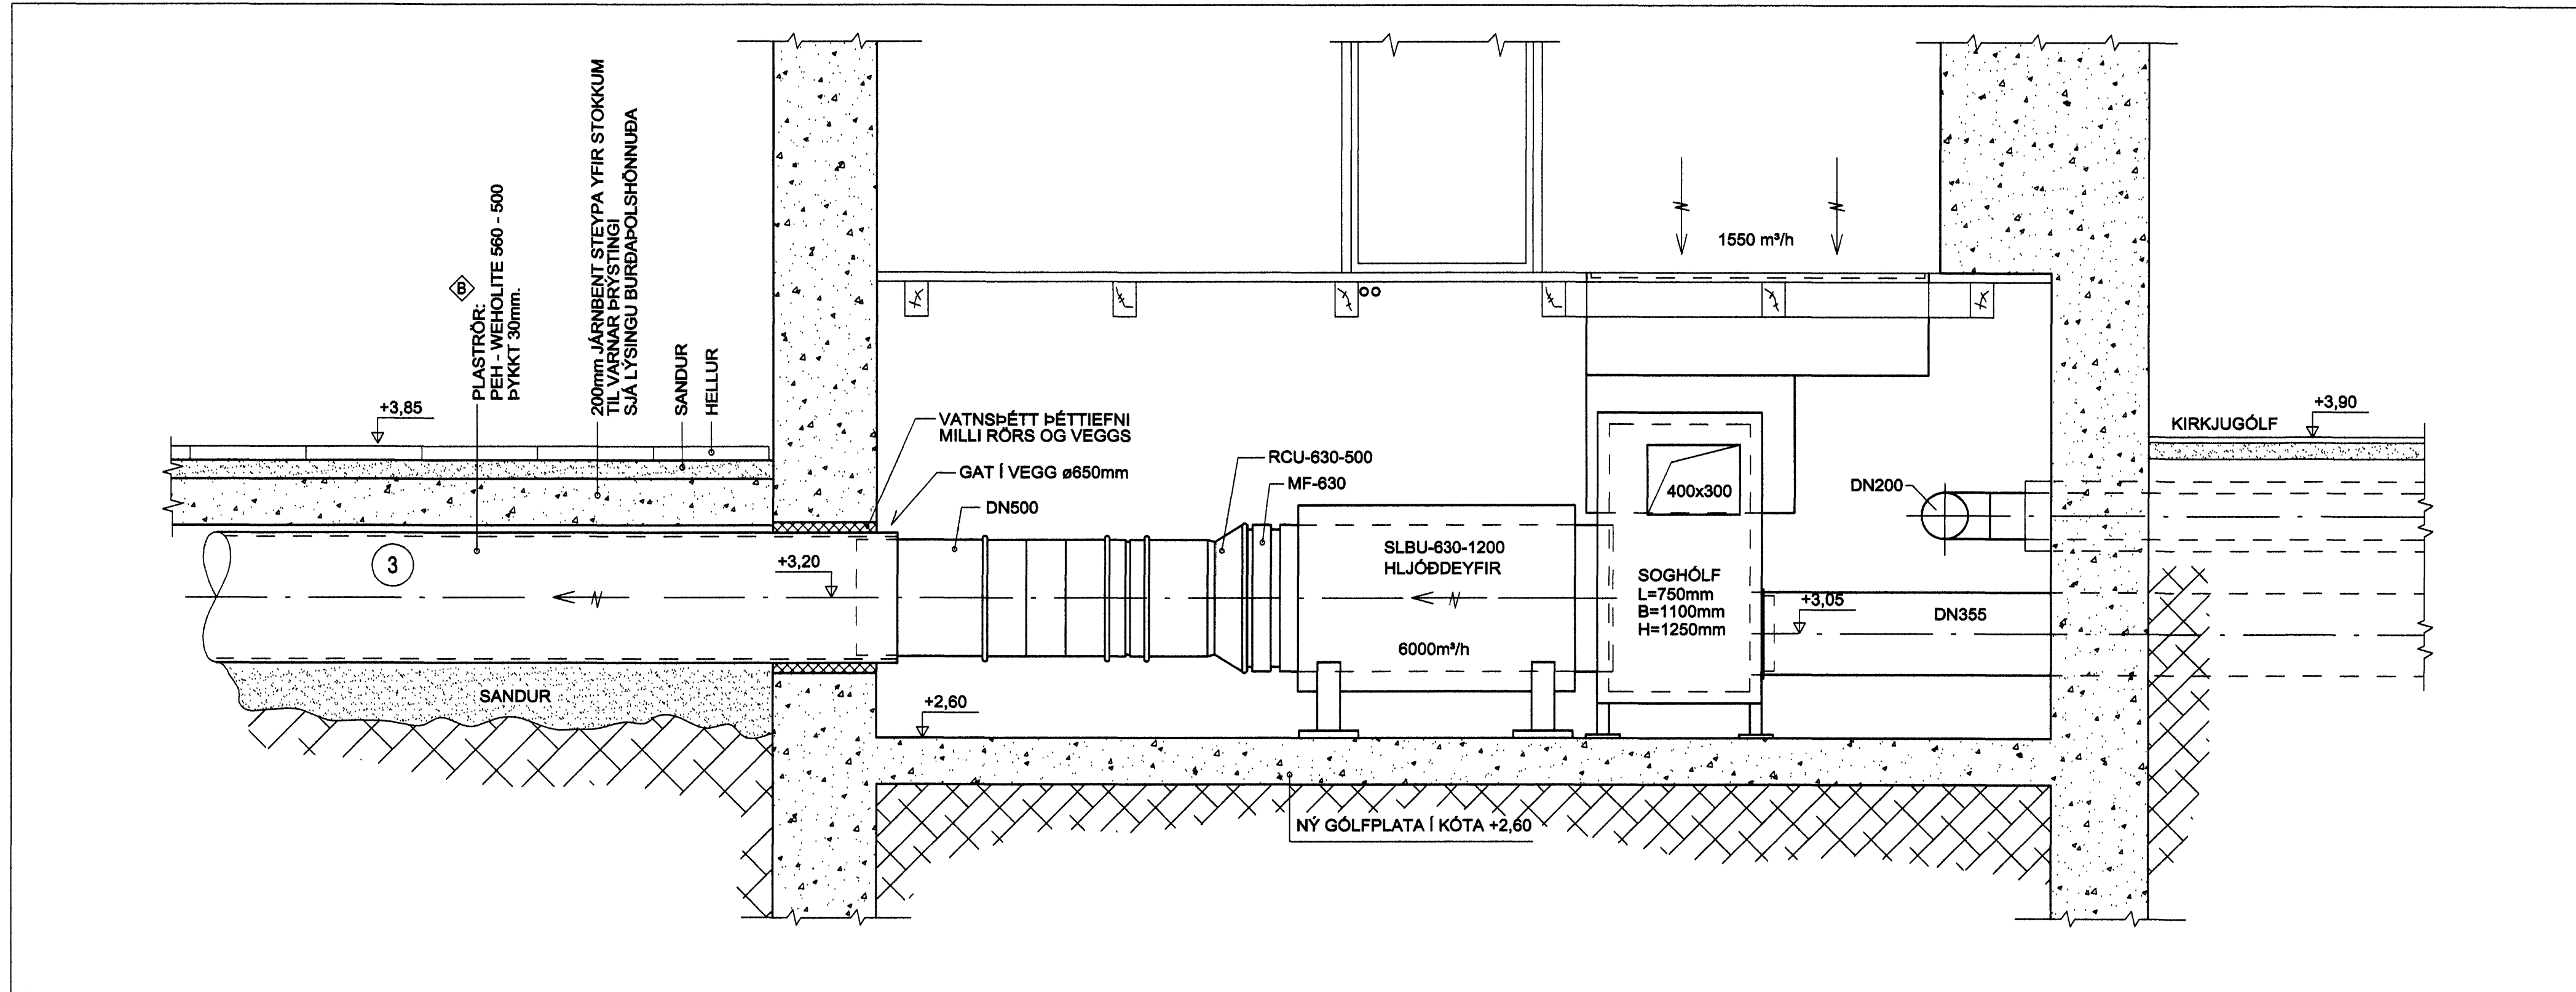 B
PLASTRÖR:
PEH - WEHOLITE 560 - 500
ÞYKKT 30mm.
200mm JÁRNBENT STEYPA YFIR STOKKUM
TIL VARNAR ÞRÝSTINGI
SJÁ LÝSINGU BURÐAÞOLSHÖNNUÐA
SANDUR
HELLUR
+3,85
3
SANDUR
VATNSÞÉTT ÞÉTTIEFNI
MILLI RÖRS OG VEGGS
GAT Í VEGG ø650mm
DN500
+3,20
+2,60
RCU-630-500
MF-630
SLBU-630-1200
HLJÓÐDEYFIR
6000m³/h
1550 m³/h
400x300
SOGHÓLF
L=750mm
B=1100mm
H=1250mm
+3,05
DN200
DN355
KIRKJUGÓLF
+3,90
NÝ GÓLFPLATA Í KÓTA +2,60